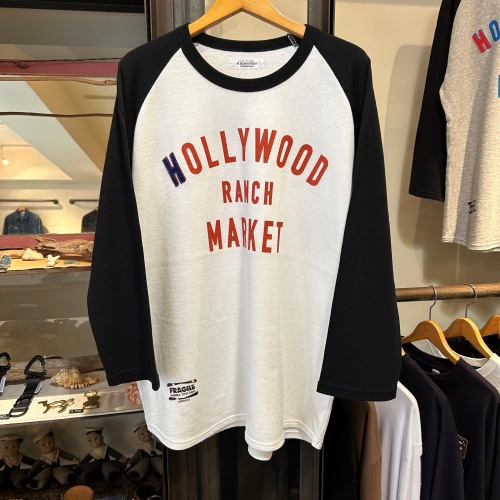 HOLLYWOOD
RANCH
MARKET
FRAGILE
H